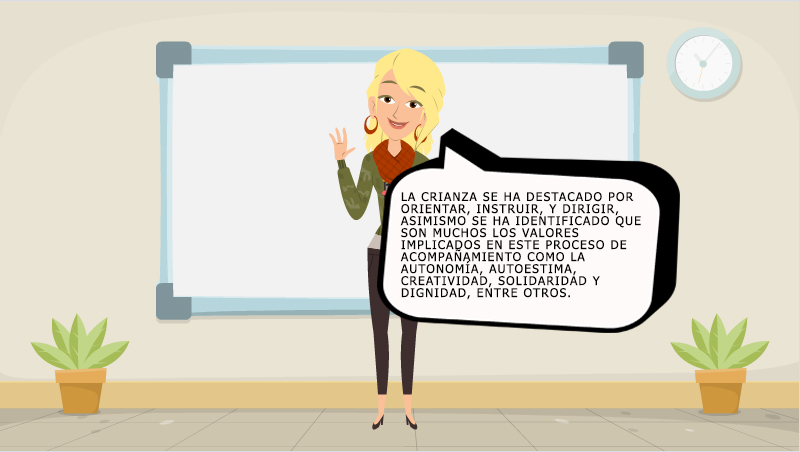 LA CRIANZA SE HA DESTACADO POR
ORIENTAR, INSTRUIR, Y DIRIGIR,
ASIMISMO SE HA IDENTIFICADO QUE
SON MUCHOS LOS VALORES
IMPLICADOS EN ESTE PROCESO DE
ACOMPAÑAMIENTO COMO LA
AUTONOMÍA, AUTOESTIMA,
CREATIVIDAD, SOLIDARIDAD Y
DIGNIDAD, ENTRE OTROS.